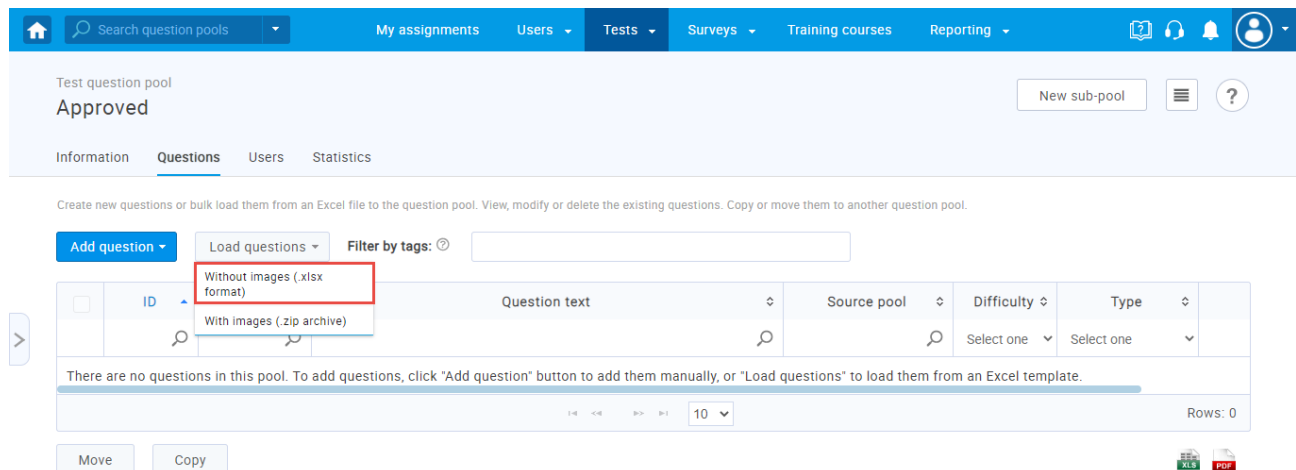 Search question pools
My assignments
Users
Tests
Surveys
Training courses
Reporting
Test question pool
Approved
New sub-pool
?
Information
Questions
Users
Statistics
Create new questions or bulk load them from an Excel file to the question pool. View, modify or delete the existing questions. Copy or move them to another question pool.
Add question
Load questions
Filter by tags: ?
Without images (.xlsx
format)
With images (.zip archive)
ID
Question text
Source pool
Difficulty
Type
Select one
Select one
There are no questions in this pool. To add questions, click "Add question" button to add them manually, or "Load questions" to load them from an Excel template.
10
Rows: 0
Move
Copy
XLS
PDF